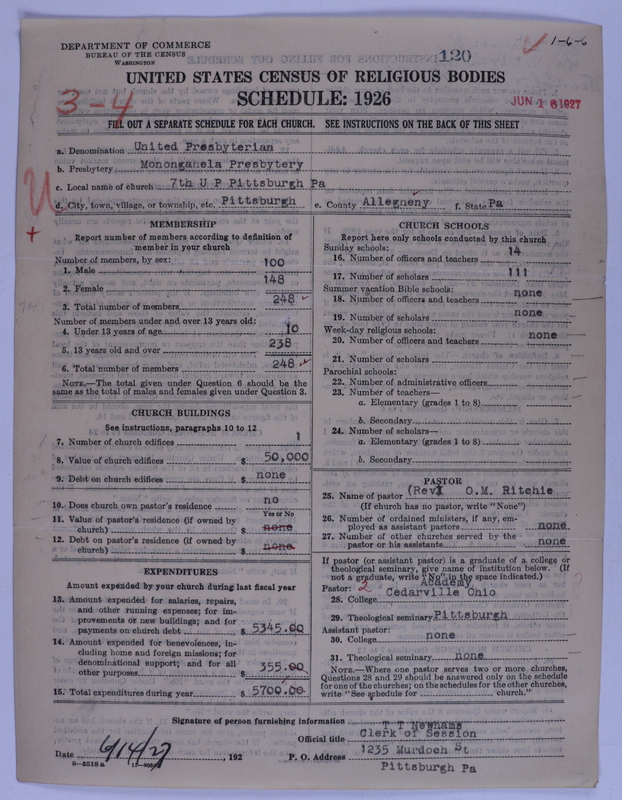 1-6-6
DEPARTMENT OF COMMERCE
BUREAU OF THE CENSUS
WASHINGTON
120
UNITED STATES CENSUS OF RELIGIOUS BODIES
SCHEDULE: 1926
3-4
JUN 16 1927
FILL OUT A SEPARATE SCHEDULE FOR EACH CHURCH. SEE INSTRUCTIONS ON THE BACK OF THIS SHEET
a. Denomination United Presbyterian
b. Presbytery Monongahela Presbytery
c. Local name of church 7th U P Pittsburgh Pa
d. City, town, village, or township, etc. Pittsburgh e. County Allegheny f. State Pa
MEMBERSHIP
Report number of members according to definition of
member in your church
Number of members, by sex:
1. Male 100
2. Female 148
3. Total number of members 248
Number of members under and over 13 years old:
4. Under 13 years of age 10
5. 13 years old and over 238
6. Total number of members 248
NOTE.—The total given under Question 6 should be the
same as the total of males and females given under Question 3.
CHURCH BUILDINGS
See instructions, paragraphs 10 to 12
7. Number of church edifices 1
8. Value of church edifices $ 50,000
9. Debt on church edifices $ none
10. Does church own pastor's residence no
Yes or No
11. Value of pastor's residence (if owned by
church) $ none
12. Debt on pastor's residence (if owned by
church) $ none
EXPENDITURES
Amount expended by your church during last fiscal year
13. Amount expended for salaries, repairs,
and other running expenses; for im-
provements or new buildings; and for
payments on church debt $ 5345.00
14. Amount expended for benevolences, in-
cluding home and foreign missions; for
denominational support; and for all
other purposes $ 355.00
15. Total expenditures during year $ 5700.00
CHURCH SCHOOLS
Report here only schools conducted by this church
Sunday schools:
16. Number of officers and teachers 14
17. Number of scholars 111
Summer vacation Bible schools:
18. Number of officers and teachers none
19. Number of scholars none
Week-day religious schools:
20. Number of officers and teachers none
21. Number of scholars
Parochial schools:
22. Number of administrative officers
23. Number of teachers—
a. Elementary (grades 1 to 8)
b. Secondary
24. Number of scholars—
a. Elementary (grades 1 to 8)
b. Secondary
PASTOR
25. Name of pastor (Rev) O.M. Ritchie
(If church has no pastor, write "None")
26. Number of ordained ministers, if any, em-
ployed as assistant pastors none
27. Number of other churches served by the
pastor or his assistants none
If pastor (or assistant pastor) is a graduate of a college or
theological seminary, give name of institution below. (If
not a graduate, write "No" in the space indicated.)
Pastor: 2 Academy
28. College Cedarville Ohio
29. Theological seminary Pittsburgh
Assistant pastor:
30. College none
31. Theological seminary none
NOTE.—Where one pastor serves two or more churches,
Questions 28 and 29 should be answered only on the schedule
for one of the churches; on the schedules for the other churches,
write "See schedule for church."
Signature of person furnishing information T T Newhams
Official title Clerk of Session
Date 6/14/27, 192 P. O. Address 1235 Murdoch St
8-5518 a
Pittsburgh Pa